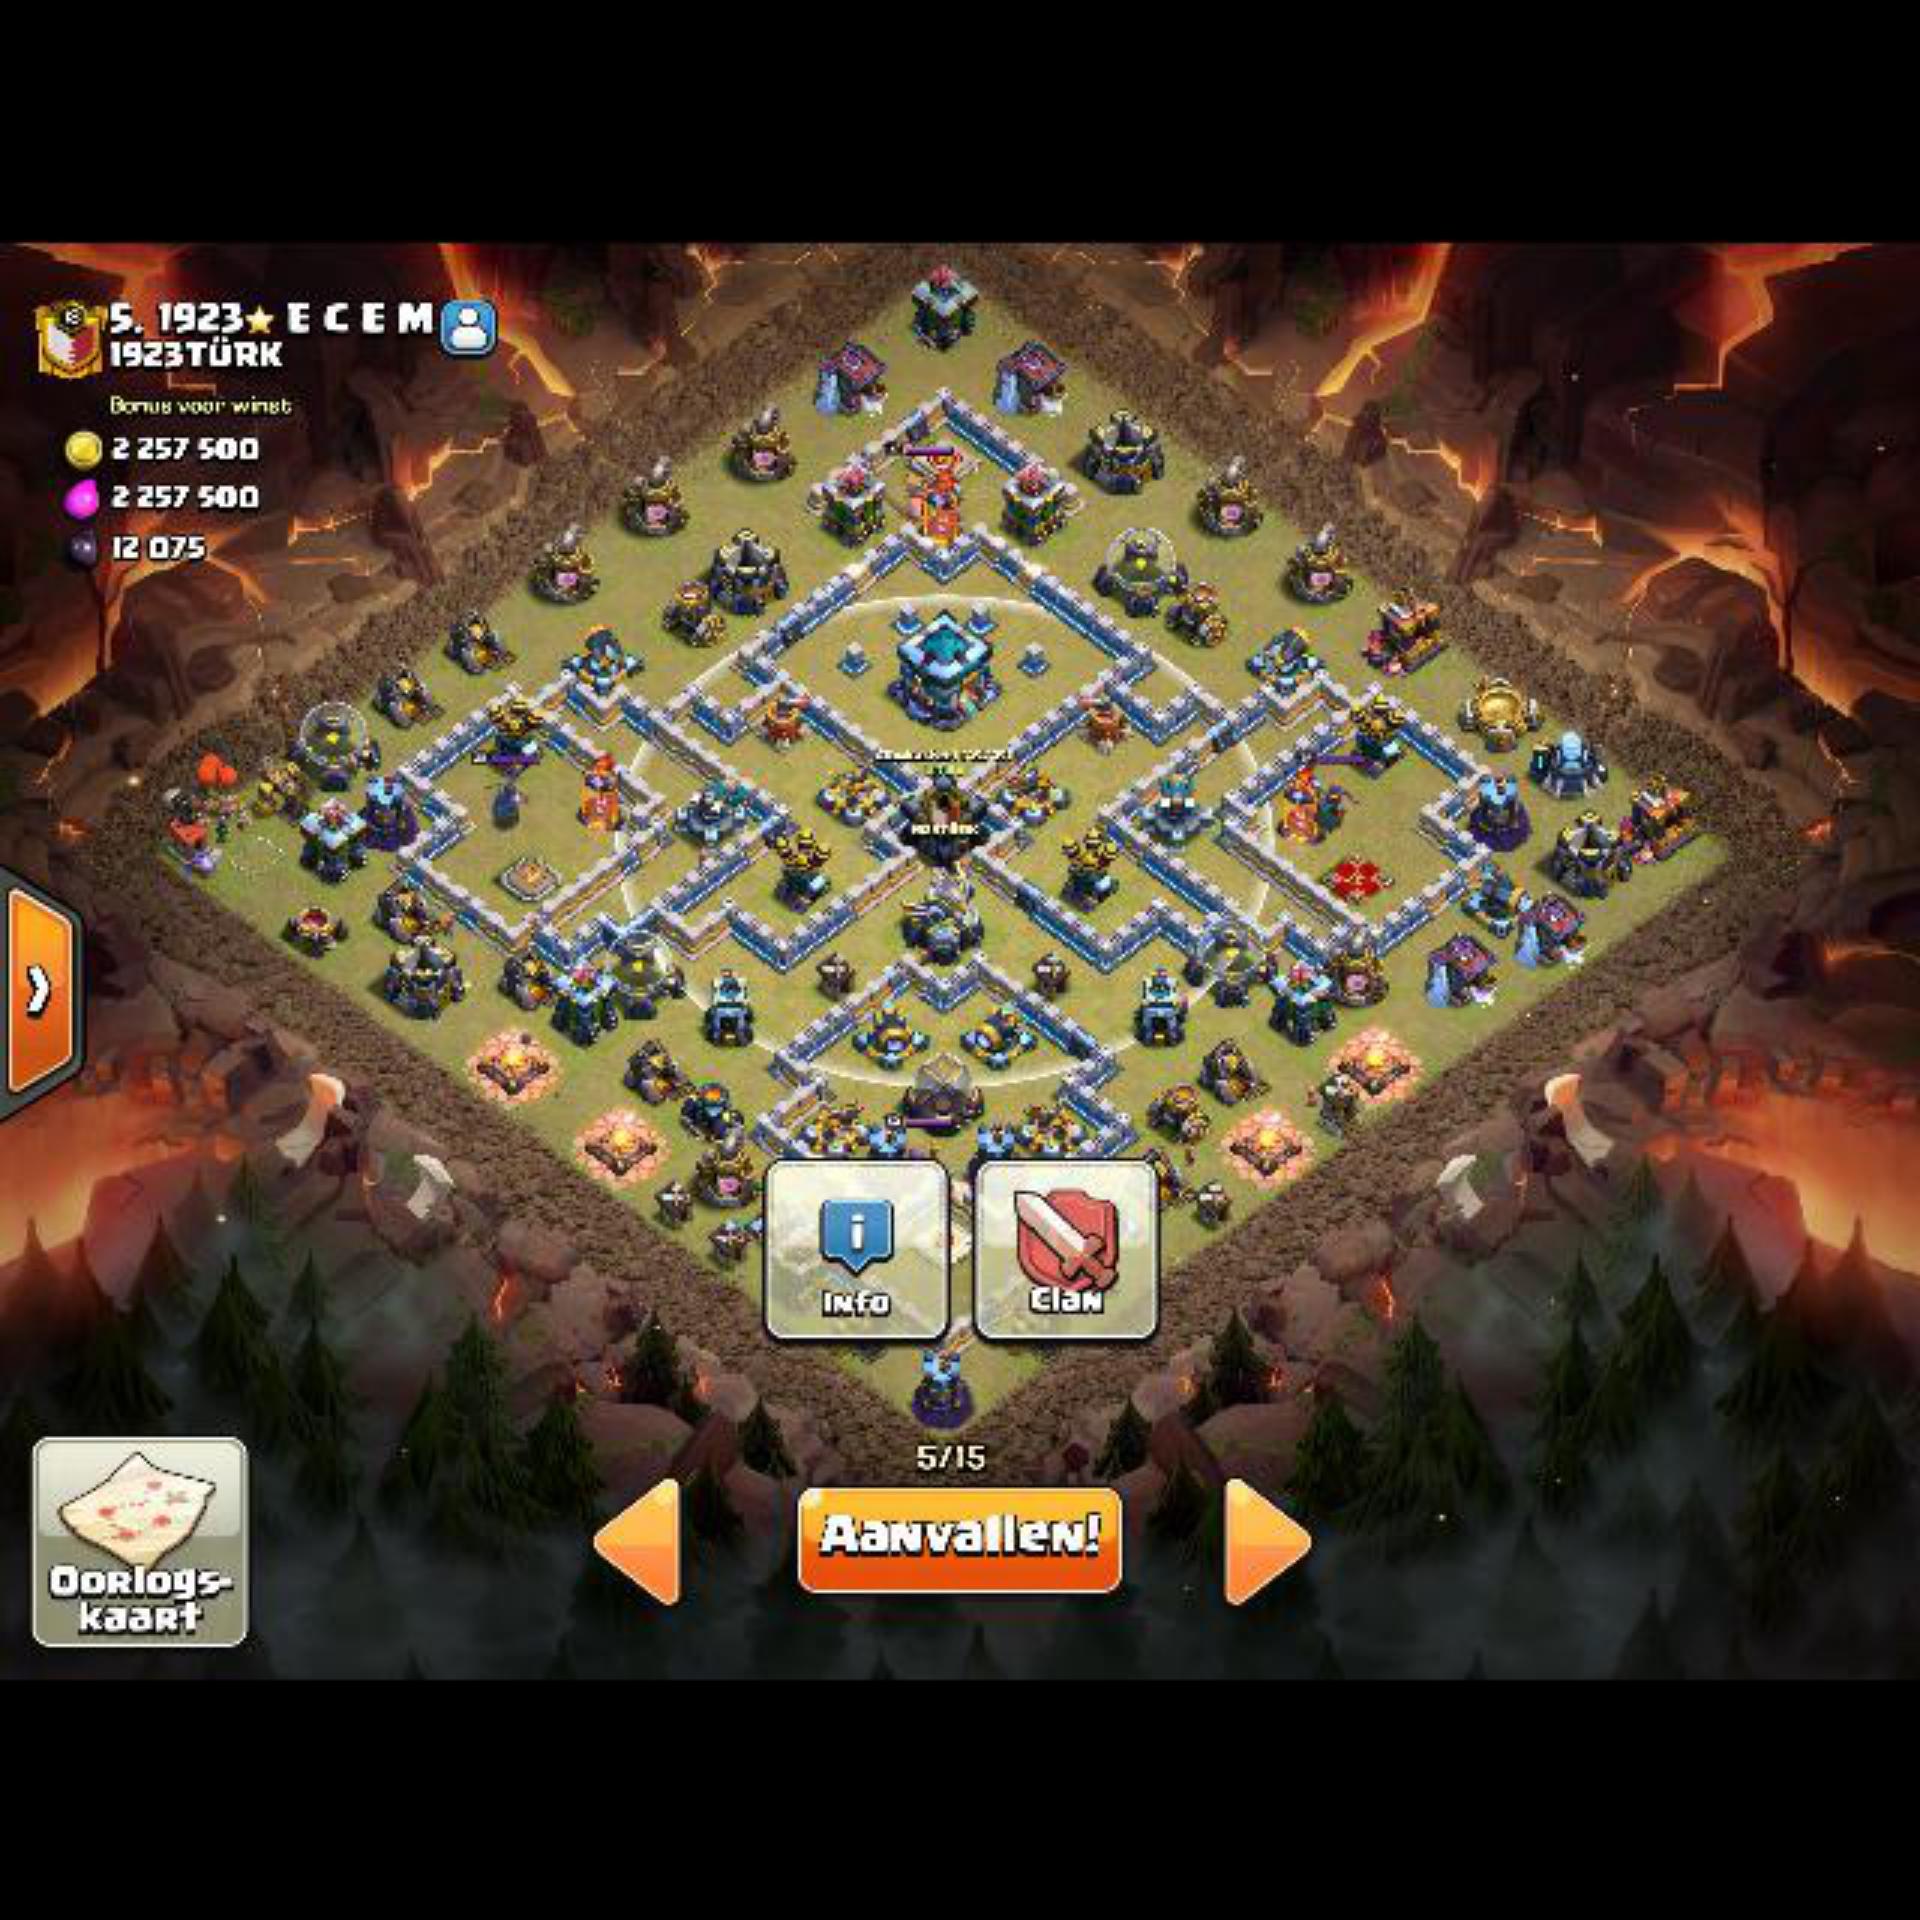 5. 1923⭐ E C E M
1923TÜRK
Bonus voor winst
2 257 500
2 257 500
12 075
Info
Clan
5/15
Aanvallen!
Oorlogs-
kaart